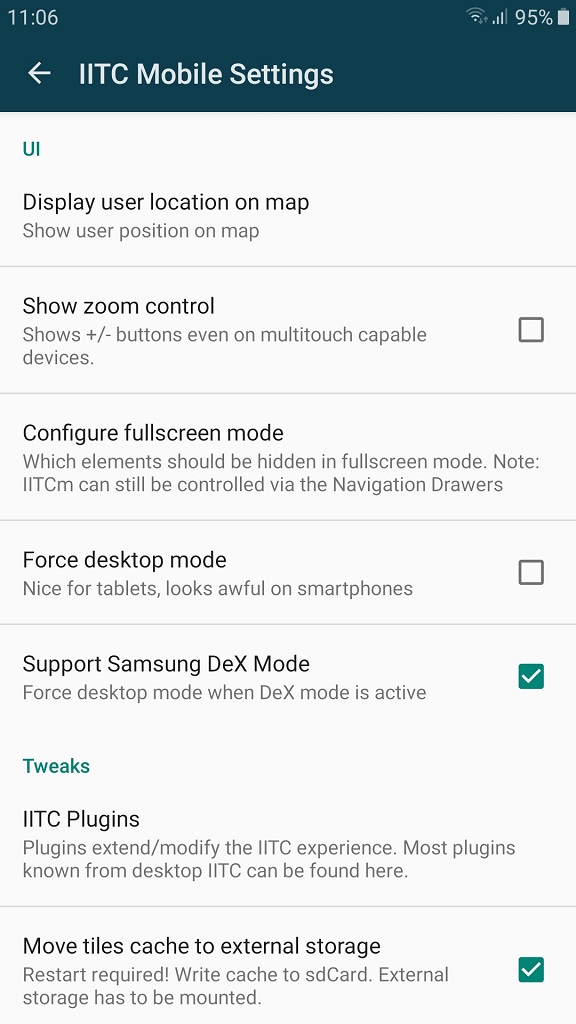 11:06 95%
IITC Mobile Settings
UI
Display user location on map
Show user position on map
Show zoom control
Shows +/- buttons even on multitouch capable
devices.
Configure fullscreen mode
Which elements should be hidden in fullscreen mode. Note:
IITCm can still be controlled via the Navigation Drawers
Force desktop mode
Nice for tablets, looks awful on smartphones
Support Samsung DeX Mode
Force desktop mode when DeX mode is active
Tweaks
IITC Plugins
Plugins extend/modify the IITC experience. Most plugins
known from desktop IITC can be found here.
Move tiles cache to external storage
Restart required! Write cache to sdCard. External
storage has to be mounted.